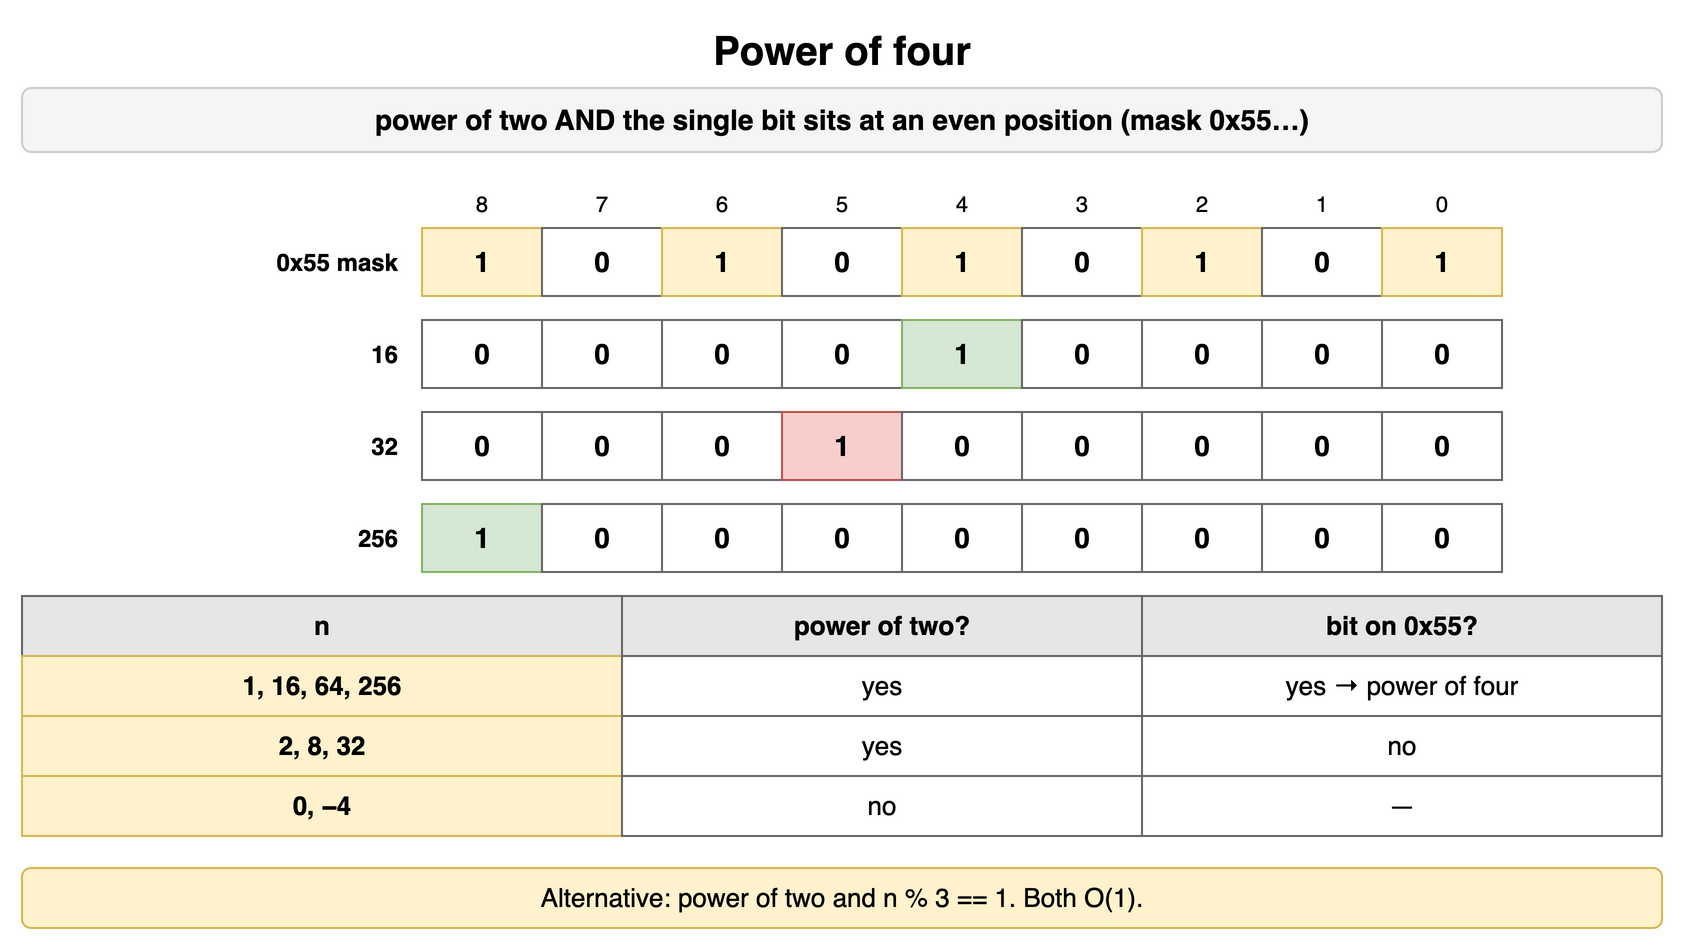 Power of four
power of two AND the single bit sits at an even position (mask 0x55…)
8 7 6 5 4 3 2 1 0
0x55 mask 1 0 1 0 1 0 1 0 1
16 0 0 0 0 1 0 0 0 0
32 0 0 0 1 0 0 0 0 0
256 1 0 0 0 0 0 0 0 0
n power of two? bit on 0x55?
1, 16, 64, 256 yes yes → power of four
2, 8, 32 yes no
0, −4 no —
Alternative: power of two and n % 3 == 1. Both O(1).